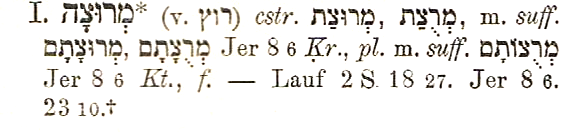 I. מְרוּצָה* (v. רוץ) cstr. מְרֻצַת, מְרוּצַת, m. suff.
מְרֻצָתָם, מְרוּצָתָם Jer 8 6 Ḳr., pl. m. suff. מְרֻצוֹתָם
Jer 8 6 Kt., f. — Lauf 2 S 18 27. Jer 8 6.
23 10.†